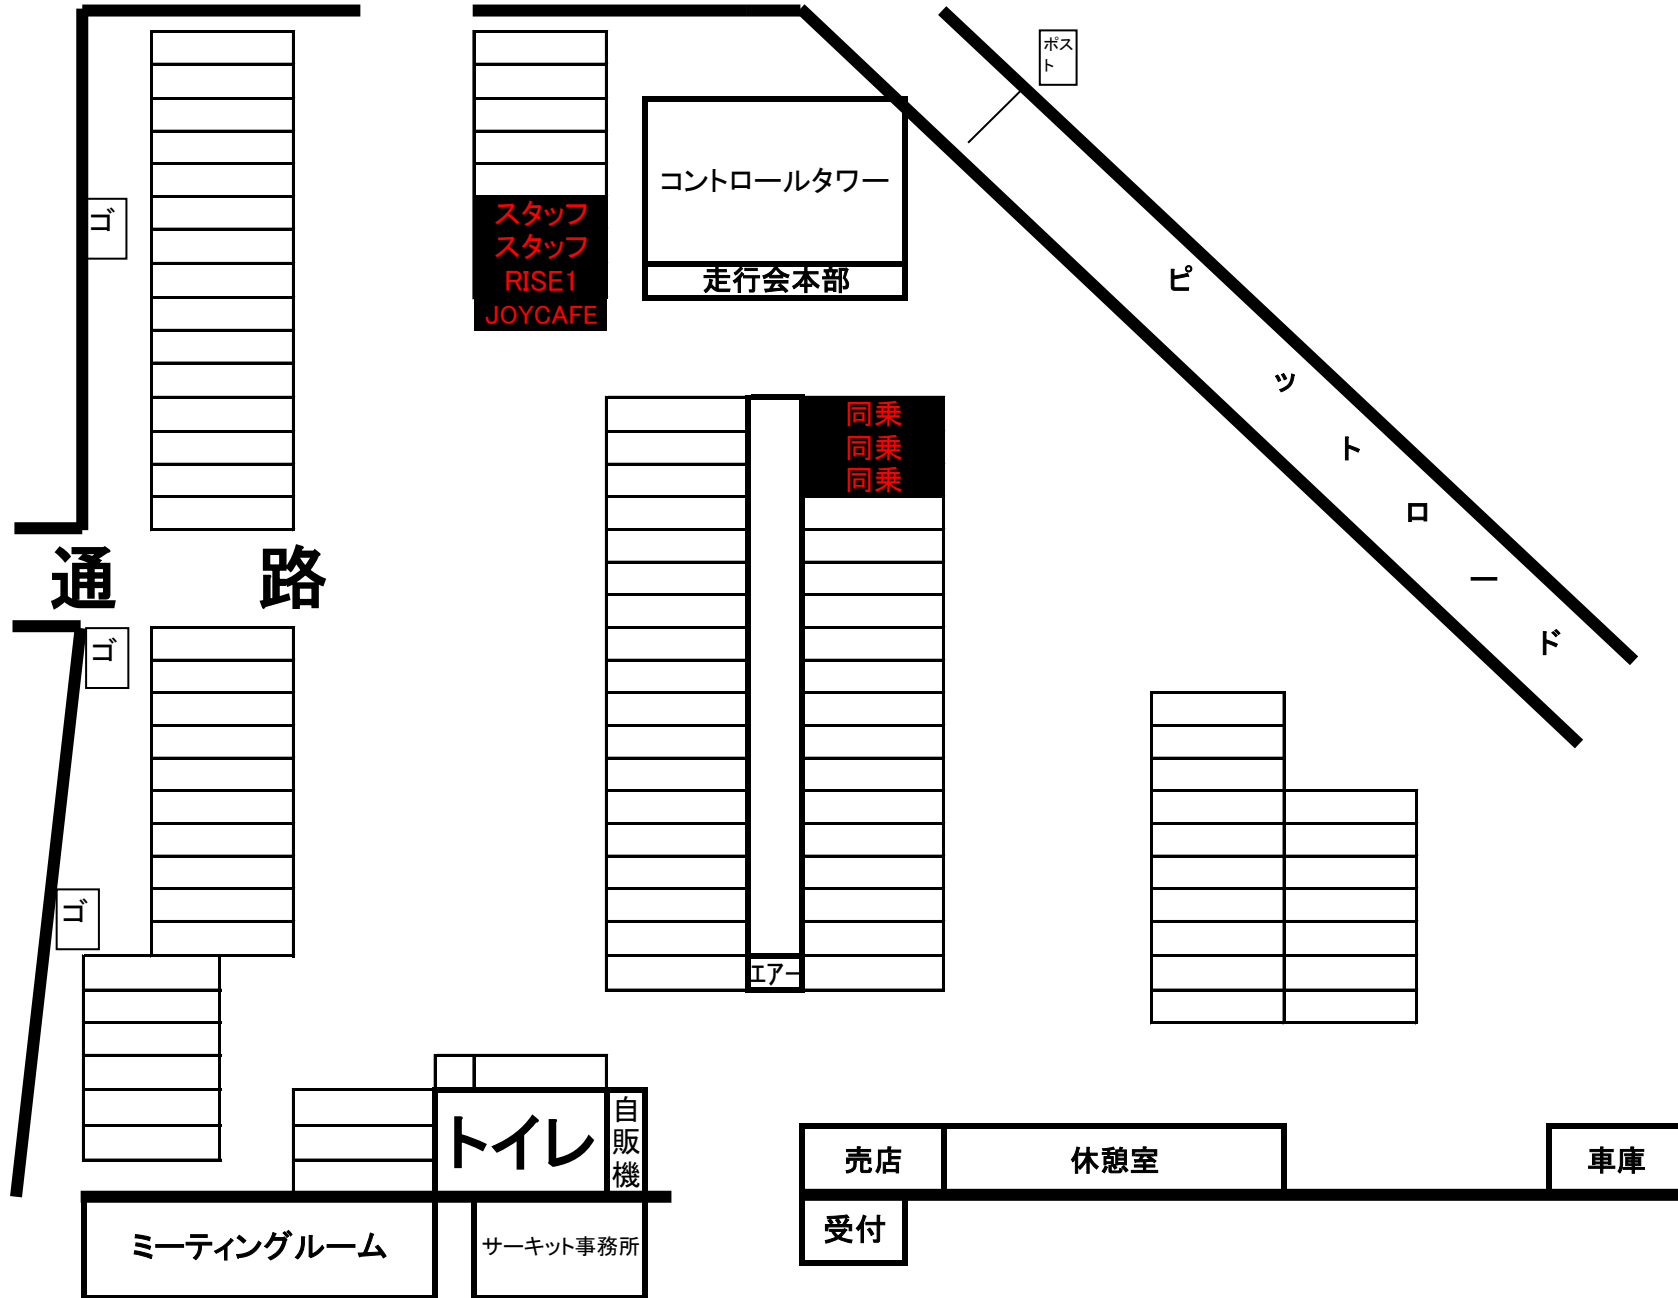 ポス
ト
コントロールタワー
ゴ
スタッフ
スタッフ
RISE1
JOYCAFE
走行会本部
ピットロード
同乗
同乗
同乗
通　路
ゴ
ゴ
エアー
トイレ
自販機
売店
休憩室
車庫
ミーティングルーム
サーキット事務所
受付